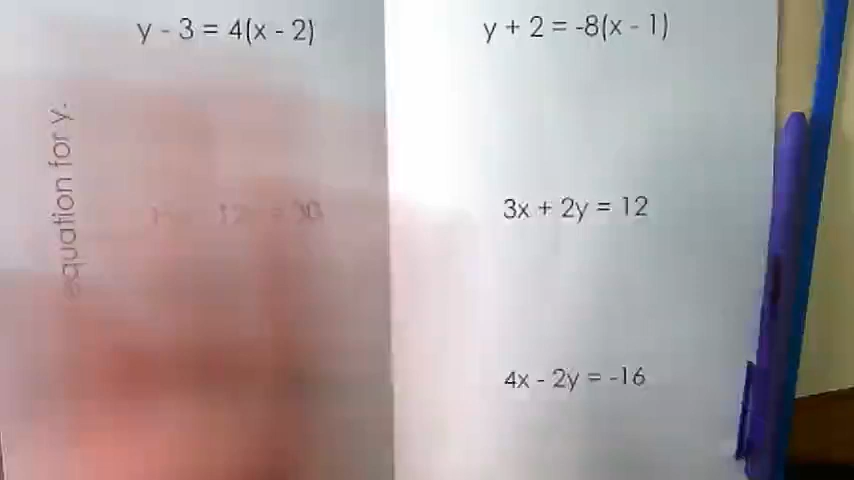 y - 3 = 4(x - 2)
y + 2 = -8(x - 1)
equation for y.
3x + 2y = 12
4x - 2y = -16